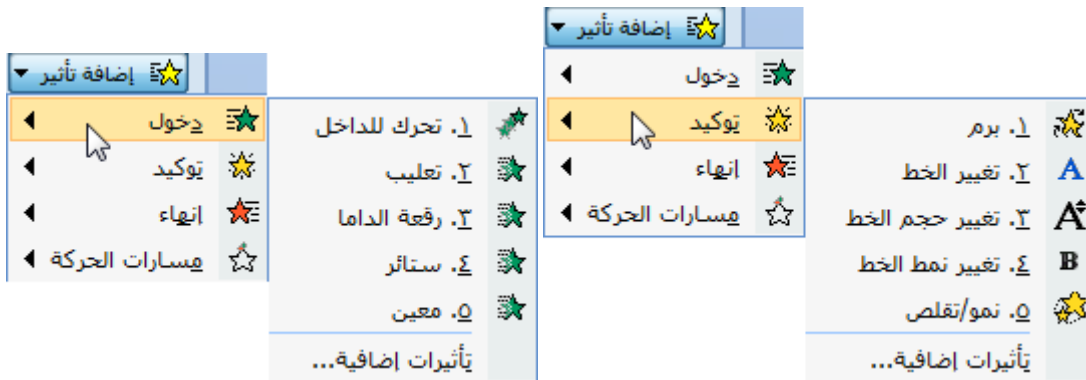 إضافة تأثير
دخول
توكيد
إنهاء
مسارات الحركة
١. برم
٢. تغيير الخط
٣. تغيير حجم الخط
٤. تغيير نمط الخط
٥. نمو/تقلص
تأثيرات إضافية...
إضافة تأثير
دخول
توكيد
إنهاء
مسارات الحركة
١. تحرك للداخل
٢. تعليب
٣. رقعة الداما
٤. ستائر
٥. معين
تأثيرات إضافية...